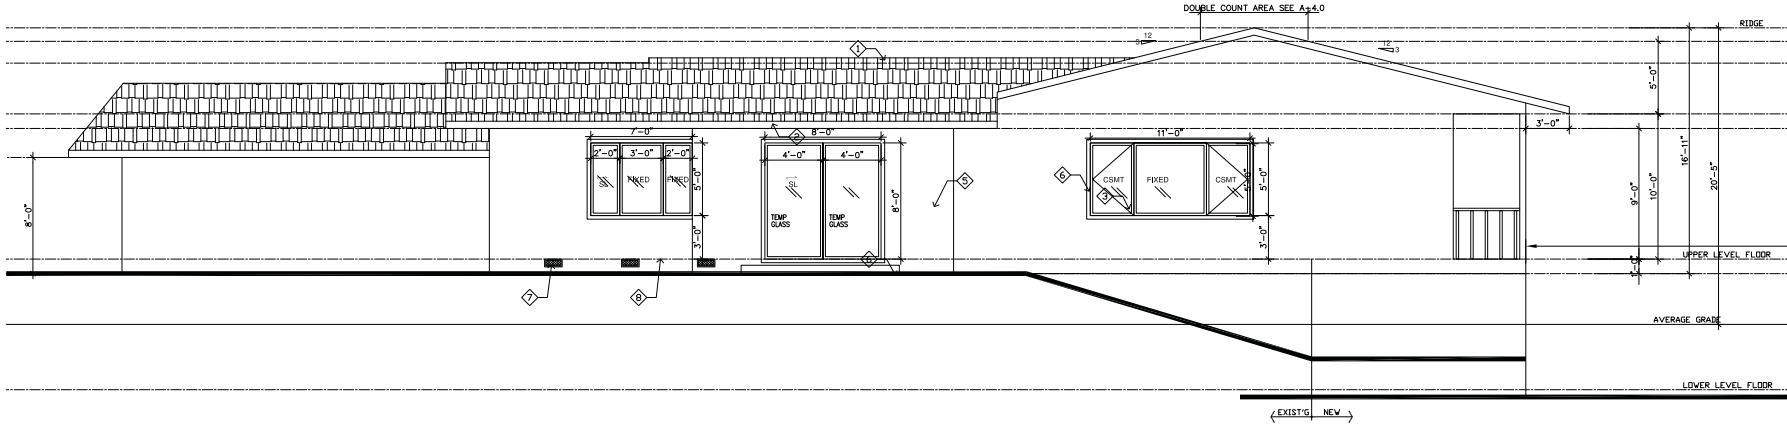 DOUBLE COUNT AREA SEE A-4.0
RIDGE
12
3
12
3
1
5'-0"
16'-11"
20'-5"
3'-0"
2
7'-0"
8'-0"
11'-0"
2'-0" 3'-0" 2'-0"
4'-0" 4'-0"
SL FIXED FIXED
5'-0"
SL
8'-0"
5
6
CSMT FIXED CSMT
3
5'-0"
5'-0"
9'-0"
10'-0"
8'-0"
TEMP GLASS
TEMP GLASS
3'-0"
3'-0"
6
1'-0"
UPPER LEVEL FLOOR
7
8
AVERAGE GRADE
LOWER LEVEL FLOOR
EXIST'G NEW